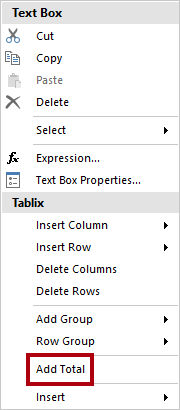 Text Box
Cut
Copy
Paste
Delete
Select
fx Expression...
Text Box Properties...
Tablix
Insert Column
Insert Row
Delete Columns
Delete Rows
Add Group
Row Group
Add Total
Insert